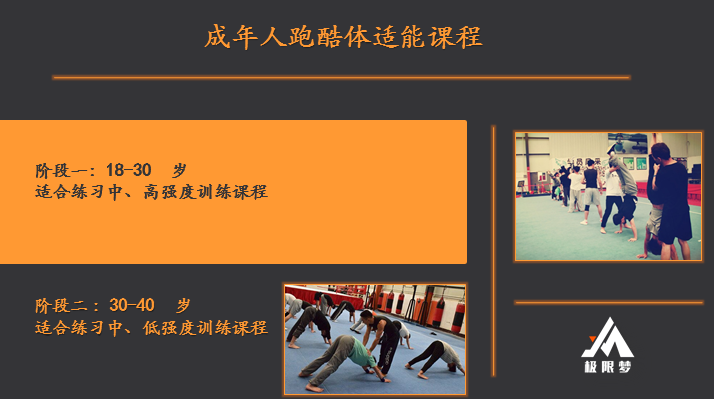 成年人跑酷体适能课程
阶段一：18-30 岁
适合练习中、高强度训练课程
阶段二：30-40 岁
适合练习中、低强度训练课程
极限梦